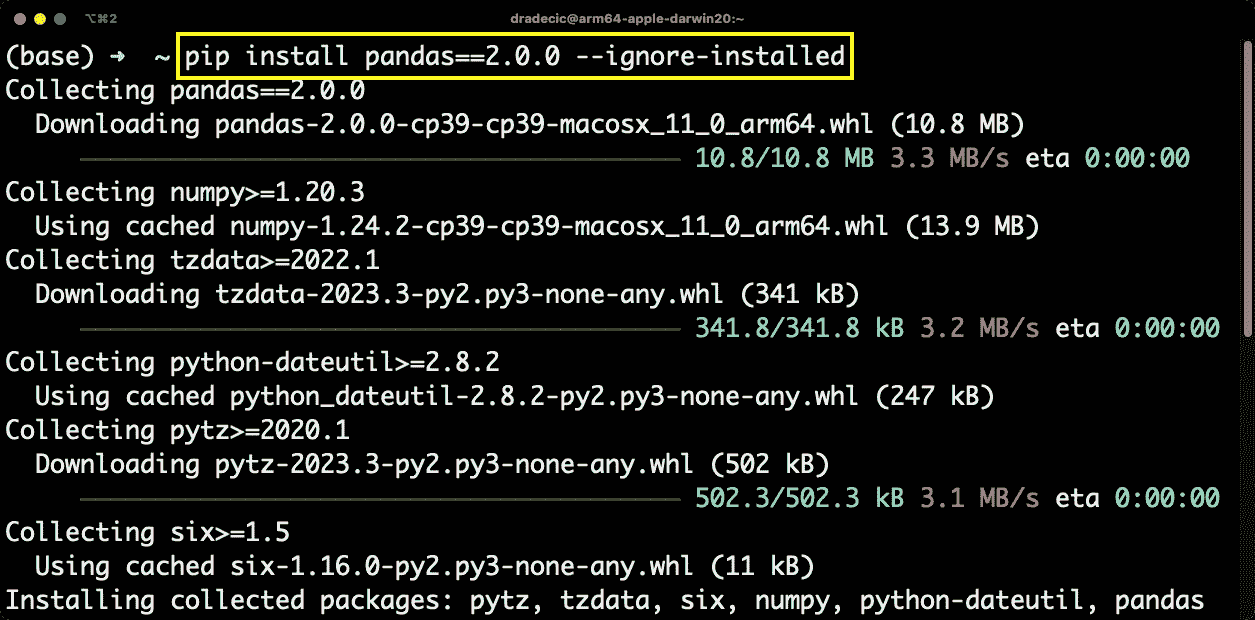 ⌥⌘2 dradecic@arm64-apple-darwin20:~
(base) ➜ ~ pip install pandas==2.0.0 --ignore-installed
Collecting pandas==2.0.0
Downloading pandas-2.0.0-cp39-cp39-macosx_11_0_arm64.whl (10.8 MB)
10.8/10.8 MB 3.3 MB/s eta 0:00:00
Collecting numpy>=1.20.3
Using cached numpy-1.24.2-cp39-cp39-macosx_11_0_arm64.whl (13.9 MB)
Collecting tzdata>=2022.1
Downloading tzdata-2023.3-py2.py3-none-any.whl (341 kB)
341.8/341.8 kB 3.2 MB/s eta 0:00:00
Collecting python-dateutil>=2.8.2
Using cached python_dateutil-2.8.2-py2.py3-none-any.whl (247 kB)
Collecting pytz>=2020.1
Downloading pytz-2023.3-py2.py3-none-any.whl (502 kB)
502.3/502.3 kB 3.1 MB/s eta 0:00:00
Collecting six>=1.5
Using cached six-1.16.0-py2.py3-none-any.whl (11 kB)
Installing collected packages: pytz, tzdata, six, numpy, python-dateutil, pandas